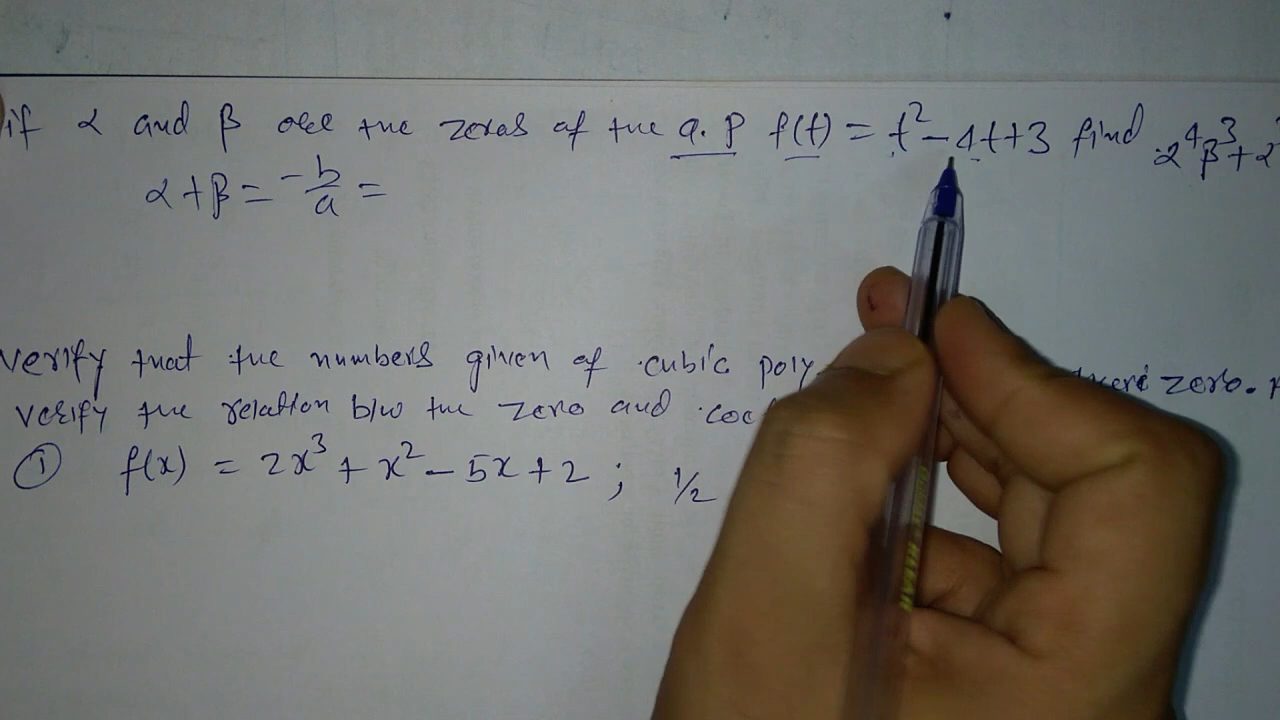 if α and β are the zeros of the q.p f(t) = t² - 4t + 3 find α⁴β³ + α
α + β = -b/a =
verify that the numbers given of cubic poly zero.
verify the relation b/w the zero and
① f(x) = 2x³ + x² - 5x + 2 ; 1/2